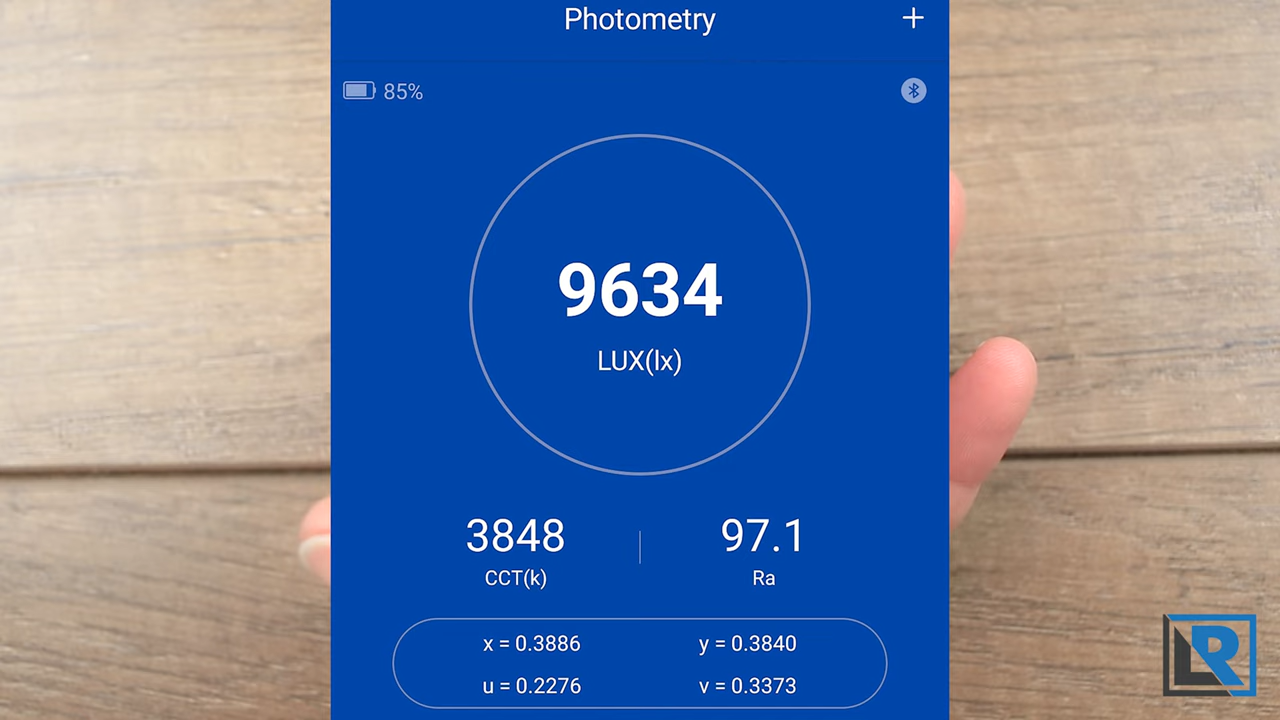 Photometry +
85%
9634
LUX(lx)
3848 97.1
CCT(k) Ra
x = 0.3886 y = 0.3840
u = 0.2276 v = 0.3373
LR